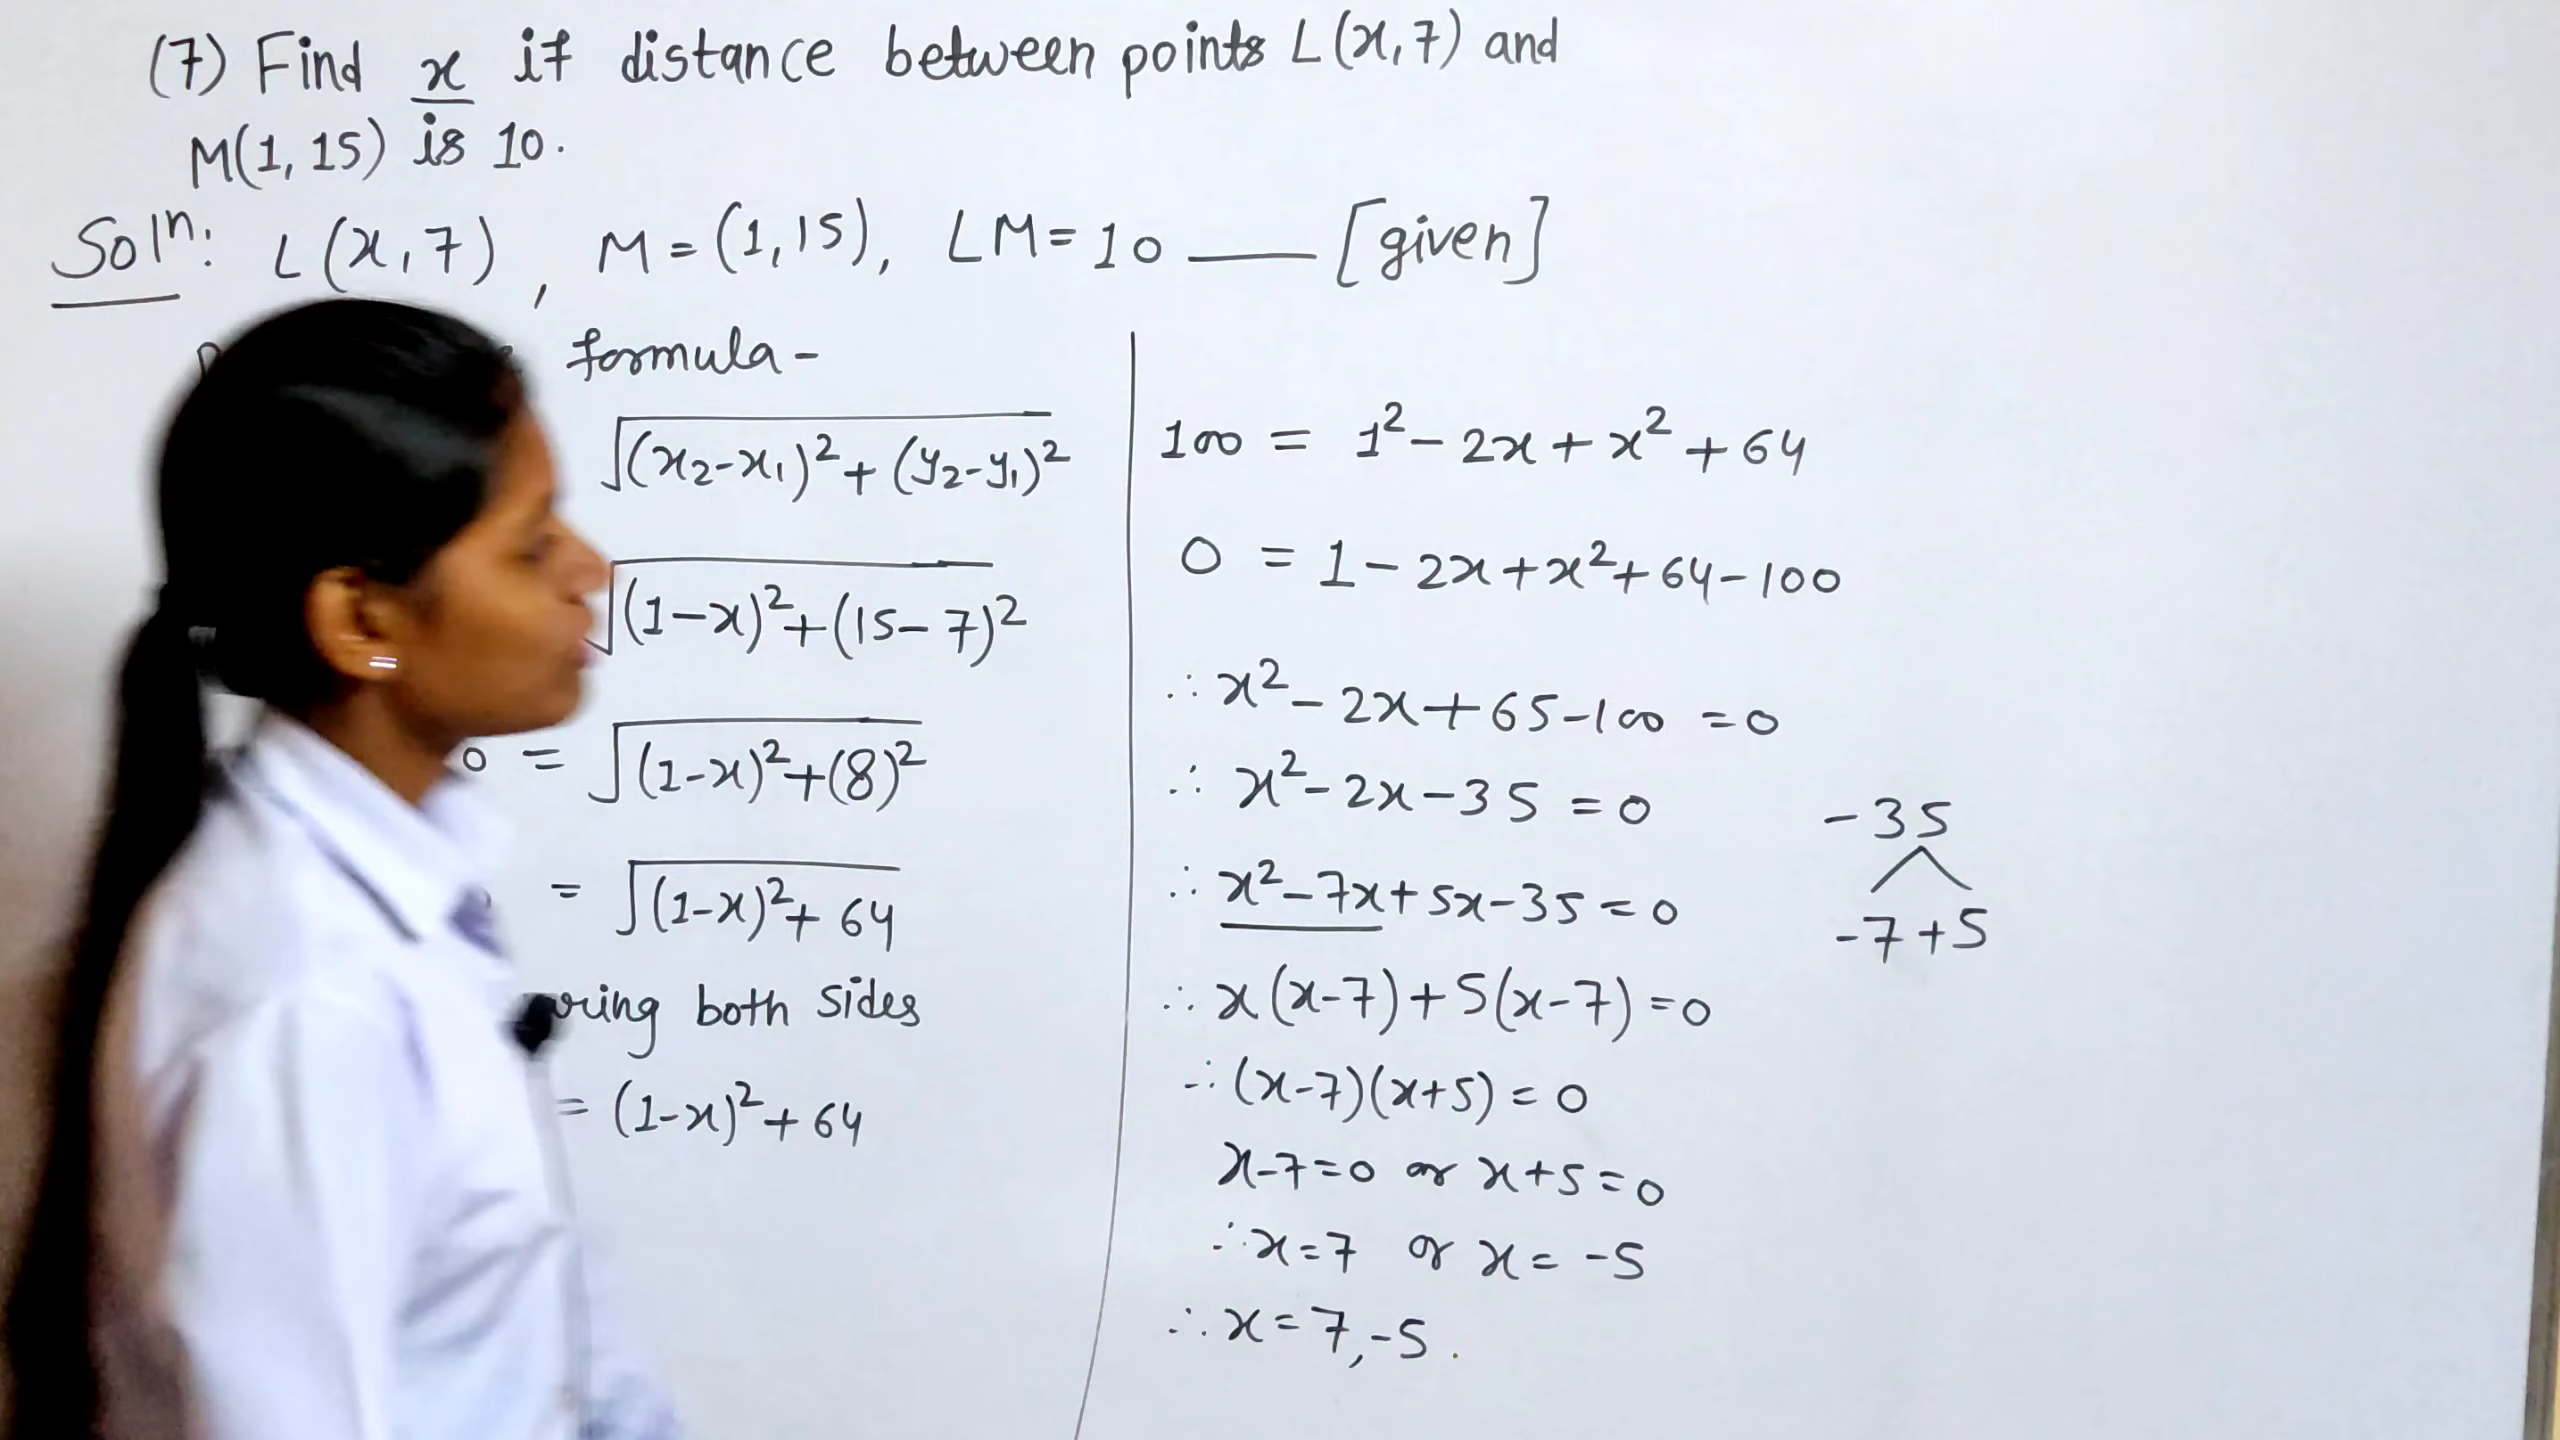 (7) Find x if distance between points L(x,7) and
M(1,15) is 10.
Soln: L(x,7), M=(1,15), LM=10 — [given]
formula-
√(x₂-x₁)²+(y₂-y₁)²
√(1-x)²+(15-7)²
0 = √(1-x)²+(8)²
= √(1-x)²+64
both sides
= (1-x)²+64
100 = 1²-2x+x²+64
0 = 1-2x+x²+64-100
∴ x²-2x+65-100=0
∴ x²-2x-35=0
∴ x²-7x+5x-35=0
∴ x(x-7)+5(x-7)=0
∴ (x-7)(x+5)=0
x-7=0 or x+5=0
∴ x=7 or x=-5
∴ x=7,-5.
-35
-7+5